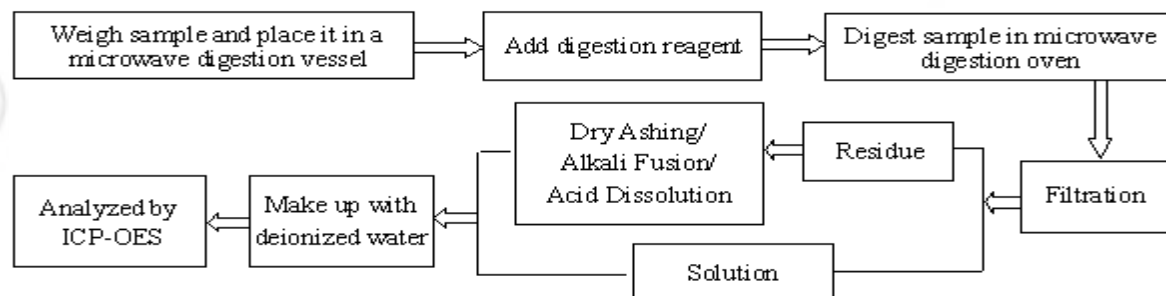 Weigh sample and place it in a
microwave digestion vessel
Add digestion reagent
Digest sample in microwave
digestion oven
Filtration
Residue
Dry Ashing/
Alkali Fusion/
Acid Dissolution
Solution
Make up with
deionized water
Analyzed by
ICP-OES